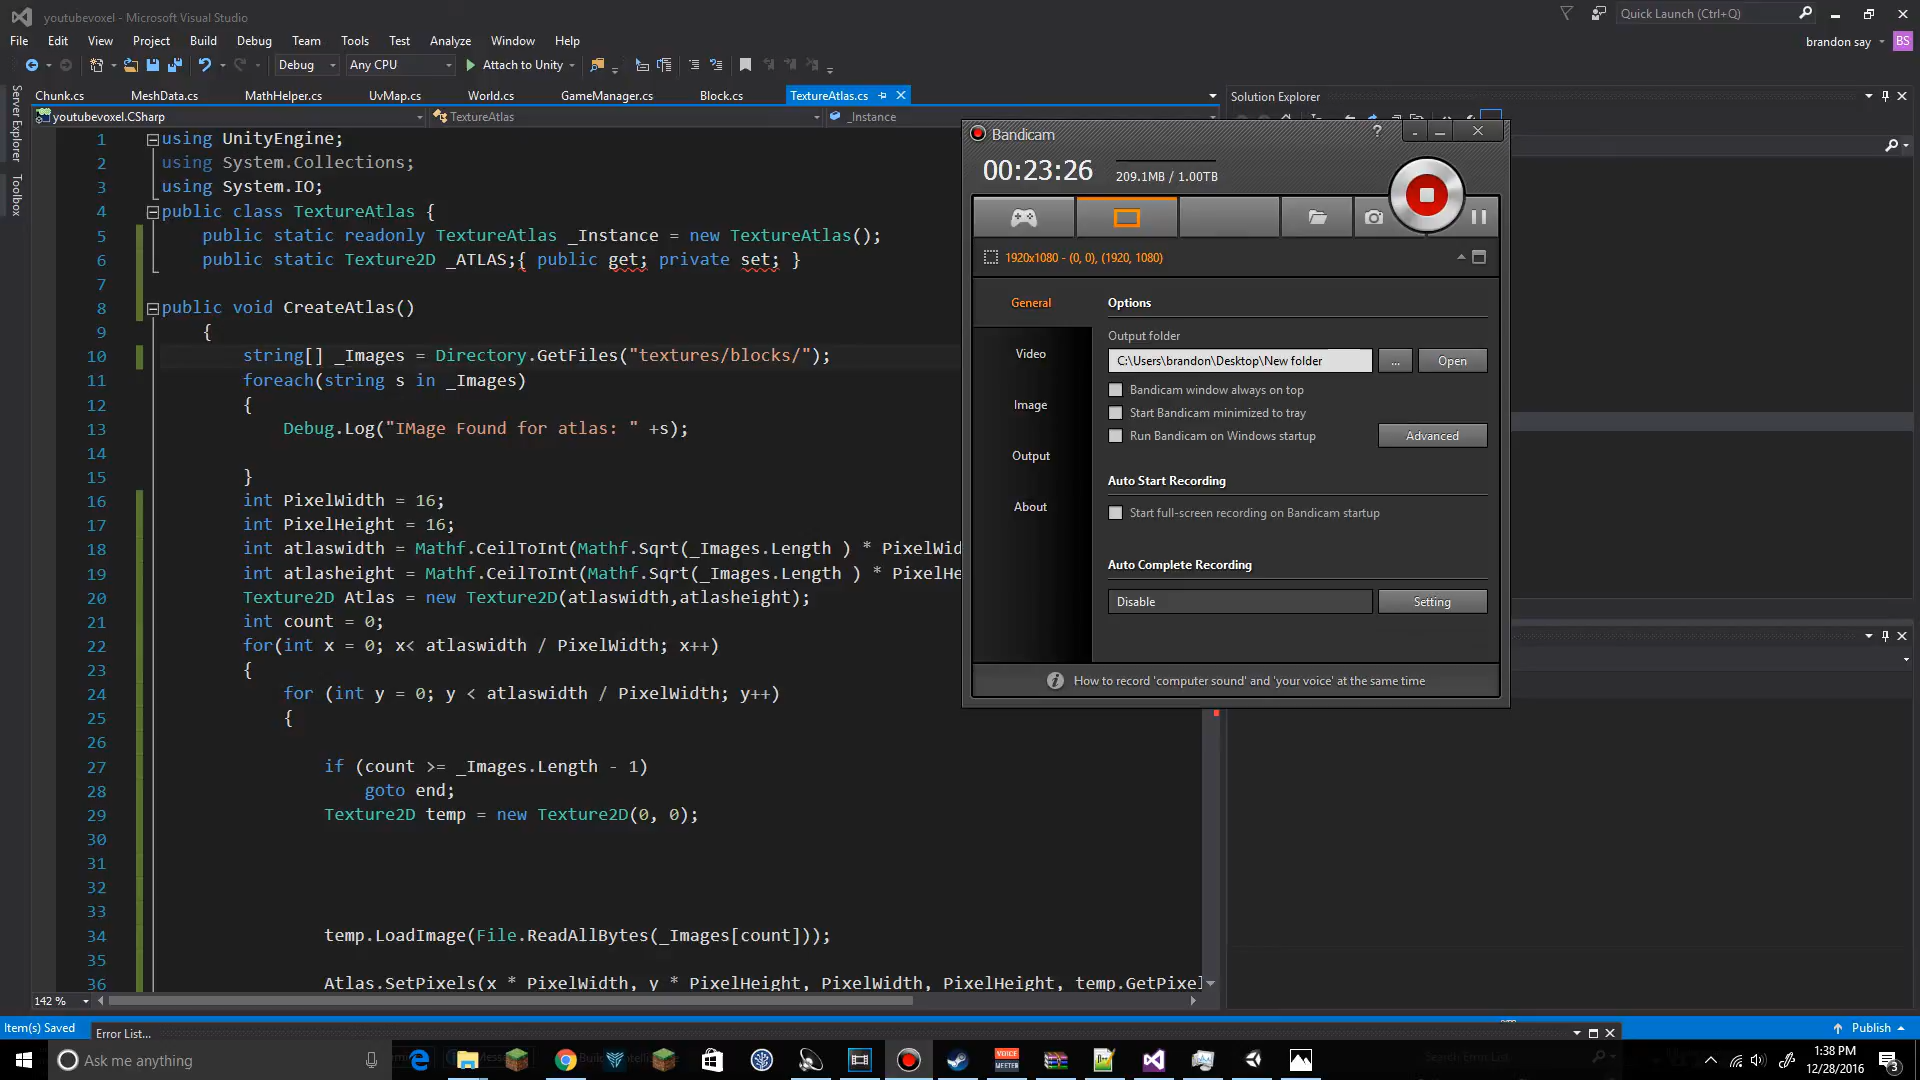 youtubevoxel - Microsoft Visual Studio
Quick Launch (Ctrl+Q)
File Edit View Project Build Debug Team Tools Test Analyze Window Help
brandon say BS
Debug Any CPU Attach to Unity
Server Explorer
Toolbox
Chunk.cs MeshData.cs MathHelper.cs UvMap.cs World.cs GameManager.cs Block.cs TextureAtlas.cs
Solution Explorer
youtubevoxel.CSharp TextureAtlas _Instance
1 using UnityEngine;
2 using System.Collections;
3 using System.IO;
4 public class TextureAtlas {
5 public static readonly TextureAtlas _Instance = new TextureAtlas();
6 public static Texture2D _ATLAS;{ public get; private set; }
7
8 public void CreateAtlas()
9 {
10 string[] _Images = Directory.GetFiles("textures/blocks/");
11 foreach(string s in _Images)
12 {
13 Debug.Log("IMage Found for atlas: " +s);
14
15 }
16 int PixelWidth = 16;
17 int PixelHeight = 16;
18 int atlaswidth = Mathf.CeilToInt(Mathf.Sqrt(_Images.Length ) * PixelWid
19 int atlasheight = Mathf.CeilToInt(Mathf.Sqrt(_Images.Length ) * PixelHe
20 Texture2D Atlas = new Texture2D(atlaswidth,atlasheight);
21 int count = 0;
22 for(int x = 0; x< atlaswidth / PixelWidth; x++)
23 {
24 for (int y = 0; y < atlaswidth / PixelWidth; y++)
25 {
26
27 if (count >= _Images.Length - 1)
28 goto end;
29 Texture2D temp = new Texture2D(0, 0);
30
31
32
33
34 temp.LoadImage(File.ReadAllBytes(_Images[count]));
35
36 Atlas.SetPixels(x * PixelWidth, y * PixelHeight, PixelWidth, PixelHeight, temp.GetPixel
142 %
Bandicam
00:23:26 209.1MB / 1.00TB
1920x1080 - (0, 0), (1920, 1080)
General
Video
Image
Output
About
Options
Output folder
C:\Users\brandon\Desktop\New folder ... Open
Bandicam window always on top
Start Bandicam minimized to tray
Run Bandicam on Windows startup Advanced
Auto Start Recording
Start full-screen recording on Bandicam startup
Auto Complete Recording
Disable Setting
How to record 'computer sound' and 'your voice' at the same time
Item(s) Saved
Error List...
Publish
Ask me anything
VOICE MEETER
Search Error List
1:38 PM
12/28/2016
3